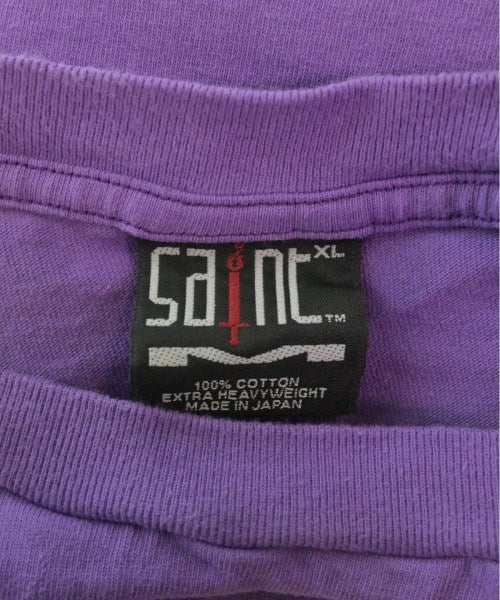 saint XL
TM
100% COTTON
EXTRA HEAVYWEIGHT
MADE IN JAPAN